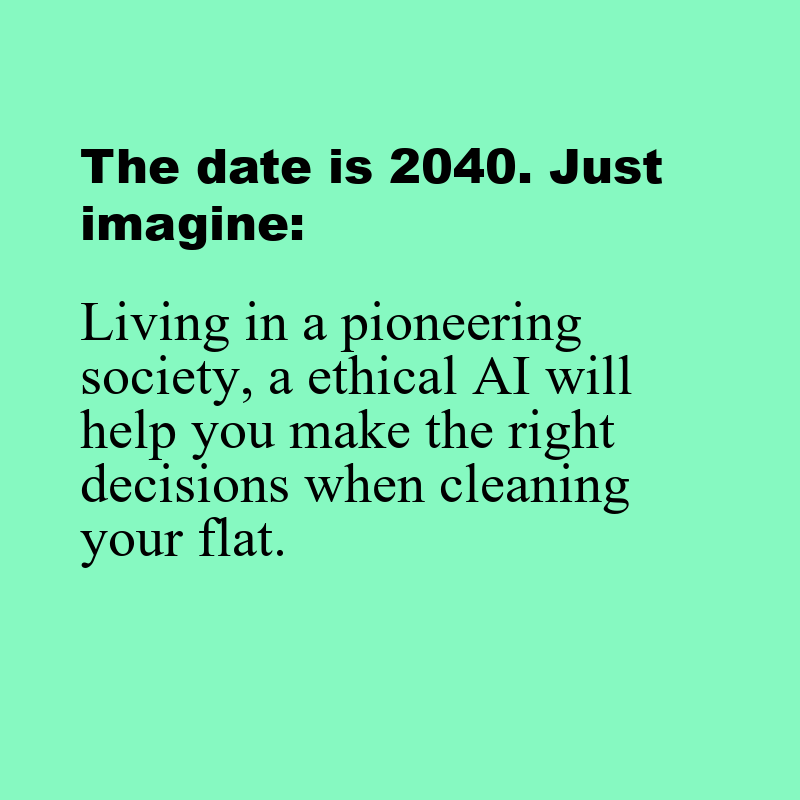 The date is 2040. Just
imagine:
Living in a pioneering
society, a ethical AI will
help you make the right
decisions when cleaning
your flat.